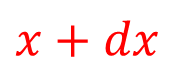 x + dx